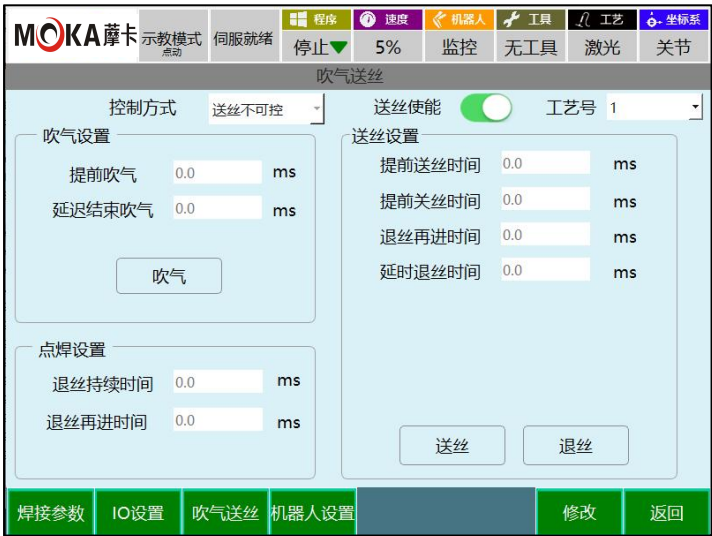 MOKA藦卡
示教模式
点动
伺服就绪
程序
停止
速度
5%
机器人
监控
工具
无工具
工艺
激光
坐标系
关节
吹气送丝
控制方式 送丝不可控 送丝使能 工艺号 1
吹气设置
提前吹气 0.0 ms
延迟结束吹气 0.0 ms
吹气
送丝设置
提前送丝时间 0.0 ms
提前关丝时间 0.0 ms
退丝再进时间 0.0 ms
延时退丝时间 0.0 ms
点焊设置
退丝持续时间 0.0 ms
退丝再进时间 0.0 ms
送丝 退丝
焊接参数 IO设置 吹气送丝 机器人设置 修改 返回